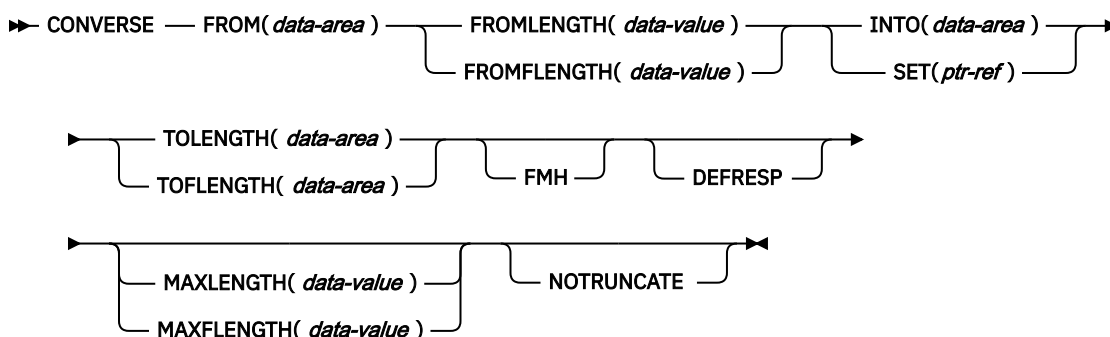 CONVERSE FROM( data-area ) FROMLENGTH( data-value ) INTO( data-area )
FROMFLENGTH( data-value ) SET( ptr-ref )
TOLENGTH( data-area )
TOFLENGTH( data-area ) FMH DEFRESP
MAXLENGTH( data-value ) NOTRUNCATE
MAXFLENGTH( data-value )